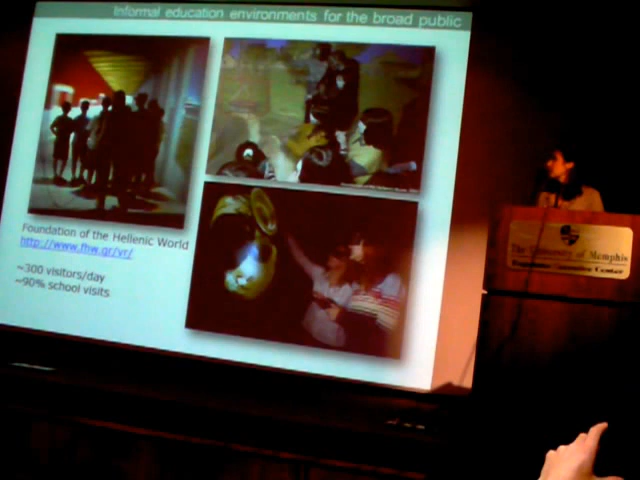 Informal education environments for the broad public
Foundation of the Hellenic World
http://www.fhw.gr/vr/
~300 visitors/day
~90% school visits
The University of Memphis
Center